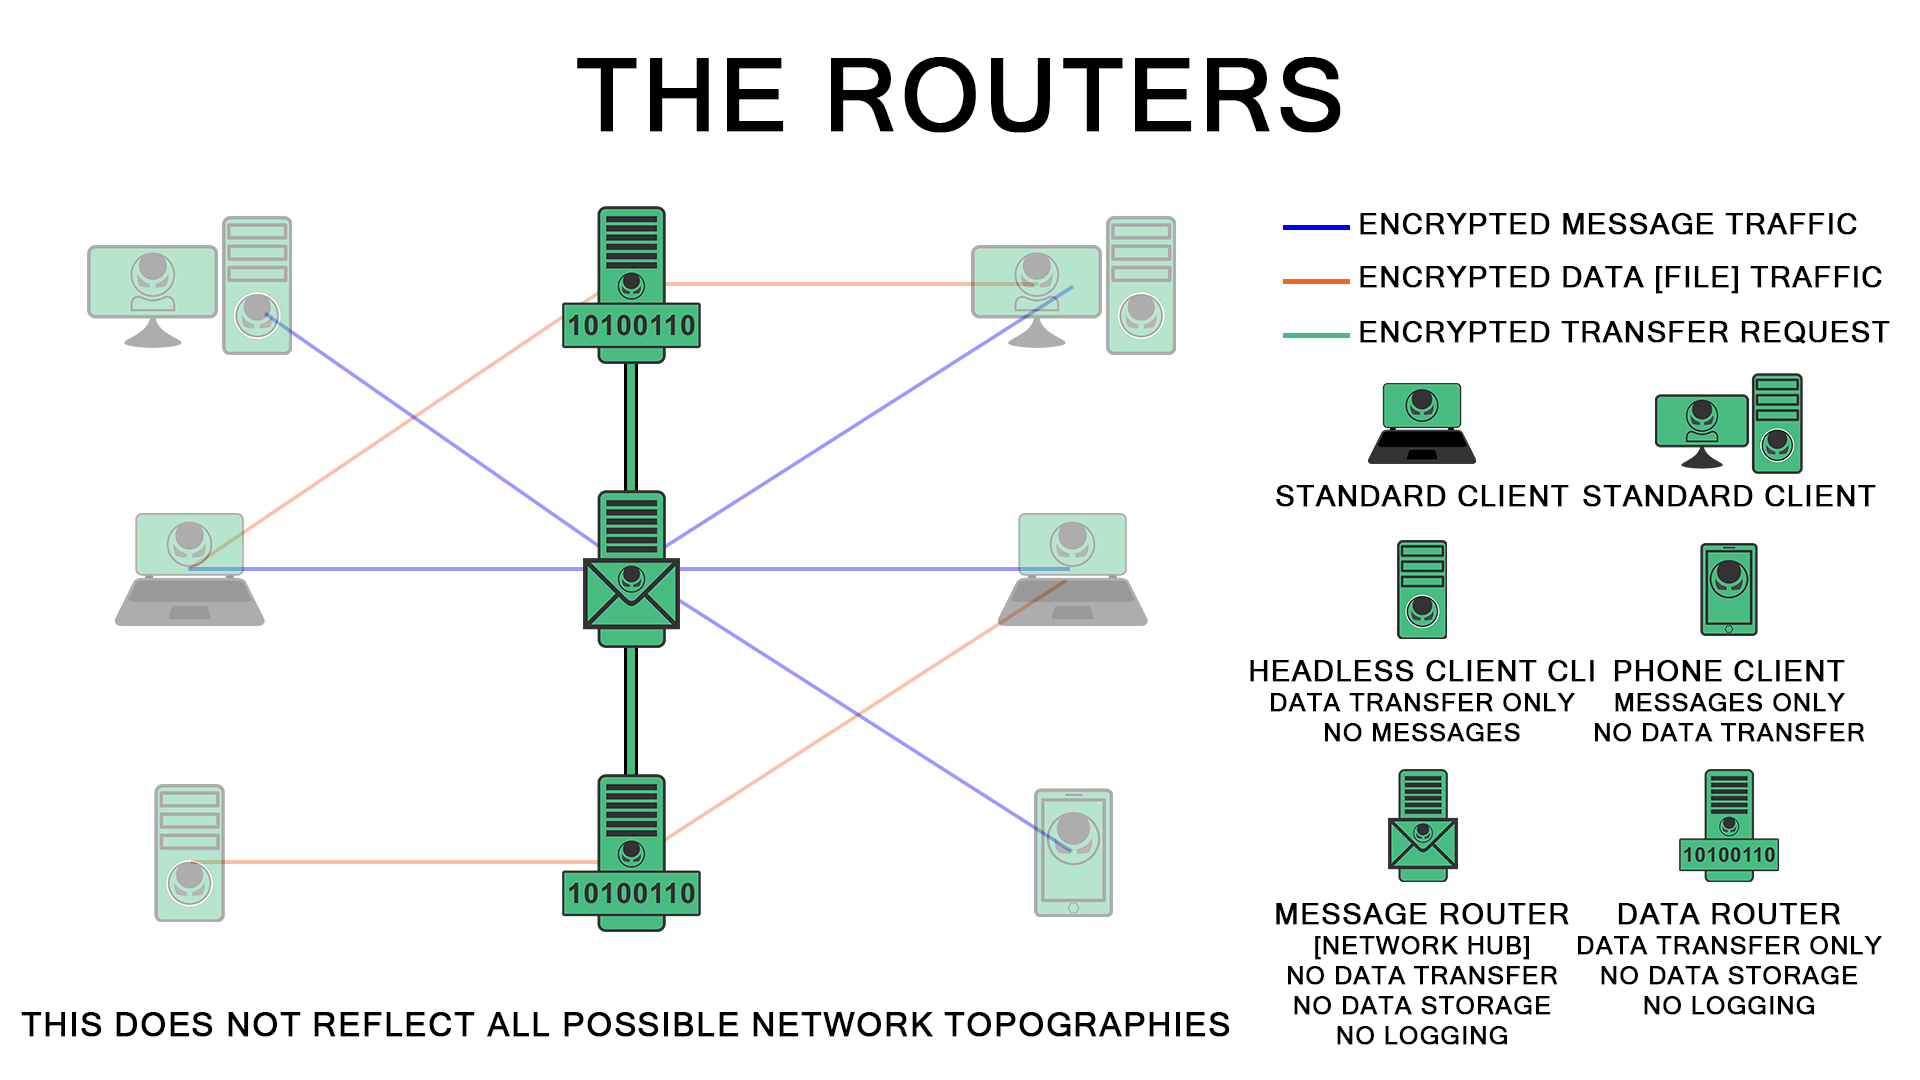 THE ROUTERS
ENCRYPTED MESSAGE TRAFFIC
ENCRYPTED DATA [FILE] TRAFFIC
ENCRYPTED TRANSFER REQUEST
10100110
10100110
STANDARD CLIENT
STANDARD CLIENT
HEADLESS CLIENT CLI
DATA TRANSFER ONLY
NO MESSAGES
PHONE CLIENT
MESSAGES ONLY
NO DATA TRANSFER
MESSAGE ROUTER
[NETWORK HUB]
NO DATA TRANSFER
NO DATA STORAGE
NO LOGGING
10100110
DATA ROUTER
DATA TRANSFER ONLY
NO DATA STORAGE
NO LOGGING
THIS DOES NOT REFLECT ALL POSSIBLE NETWORK TOPOGRAPHIES